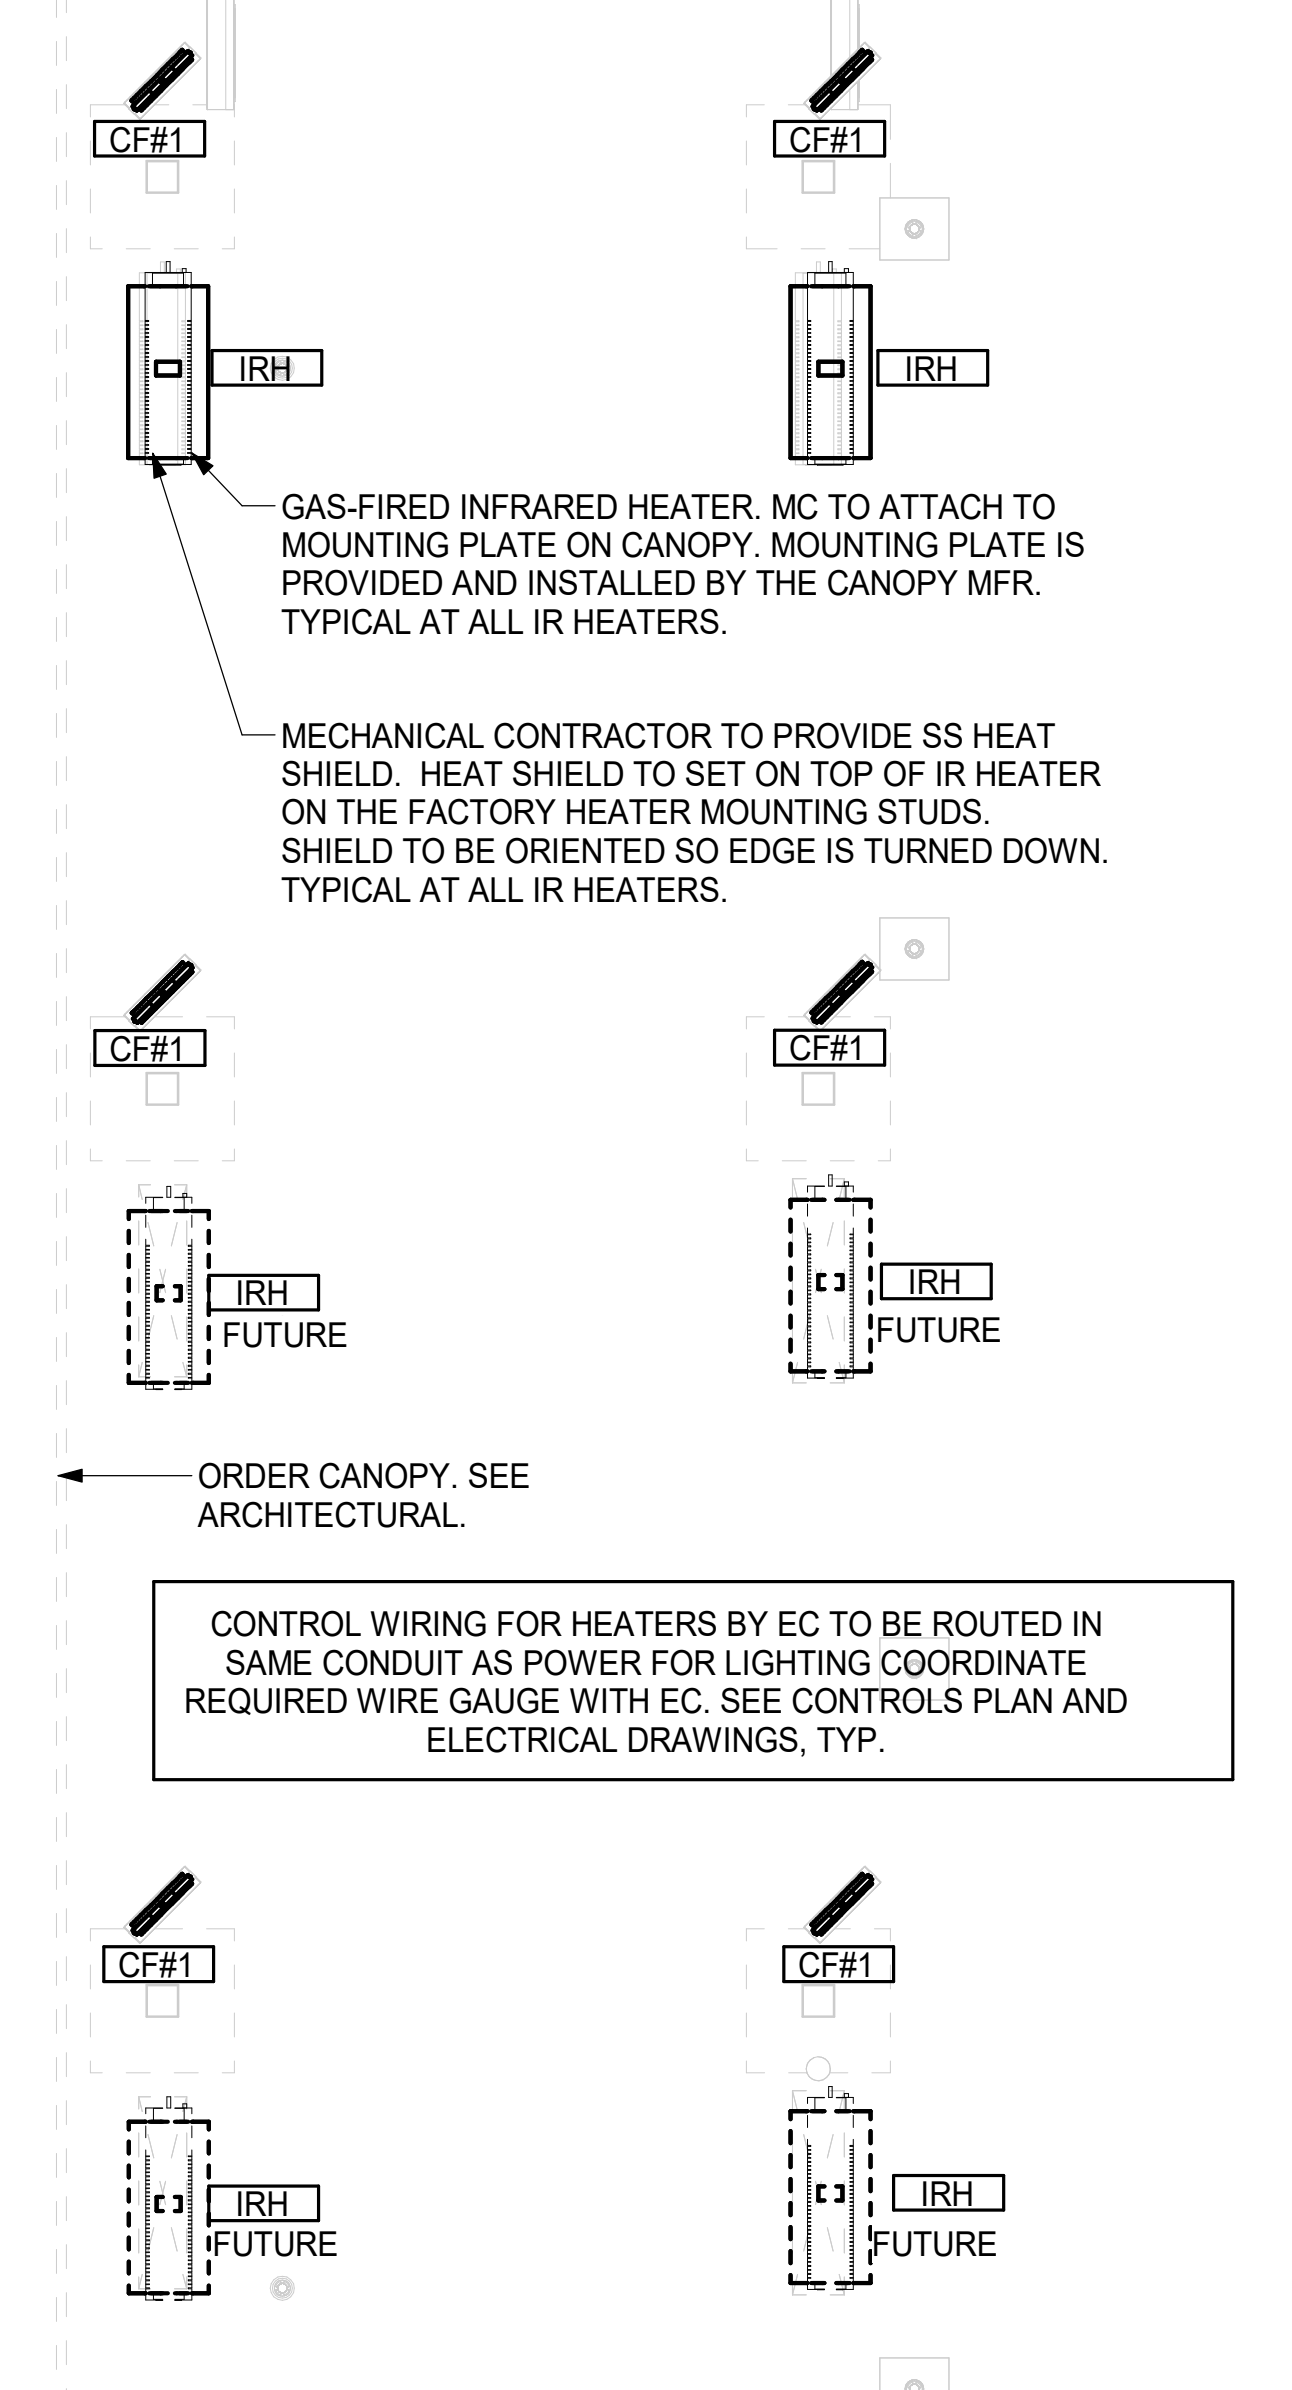 CF#1
CF#1
IRH
IRH
GAS-FIRED INFRARED HEATER. MC TO ATTACH TO
MOUNTING PLATE ON CANOPY. MOUNTING PLATE IS
PROVIDED AND INSTALLED BY THE CANOPY MFR.
TYPICAL AT ALL IR HEATERS.
MECHANICAL CONTRACTOR TO PROVIDE SS HEAT
SHIELD.  HEAT SHIELD TO SET ON TOP OF IR HEATER
ON THE FACTORY HEATER MOUNTING STUDS.
SHIELD TO BE ORIENTED SO EDGE IS TURNED DOWN.
TYPICAL AT ALL IR HEATERS.
CF#1
CF#1
IRH
FUTURE
IRH
FUTURE
ORDER CANOPY. SEE
ARCHITECTURAL.
CONTROL WIRING FOR HEATERS BY EC TO BE ROUTED IN
SAME CONDUIT AS POWER FOR LIGHTING COORDINATE
REQUIRED WIRE GAUGE WITH EC. SEE CONTROLS PLAN AND
ELECTRICAL DRAWINGS, TYP.
CF#1
CF#1
IRH
FUTURE
IRH
FUTURE